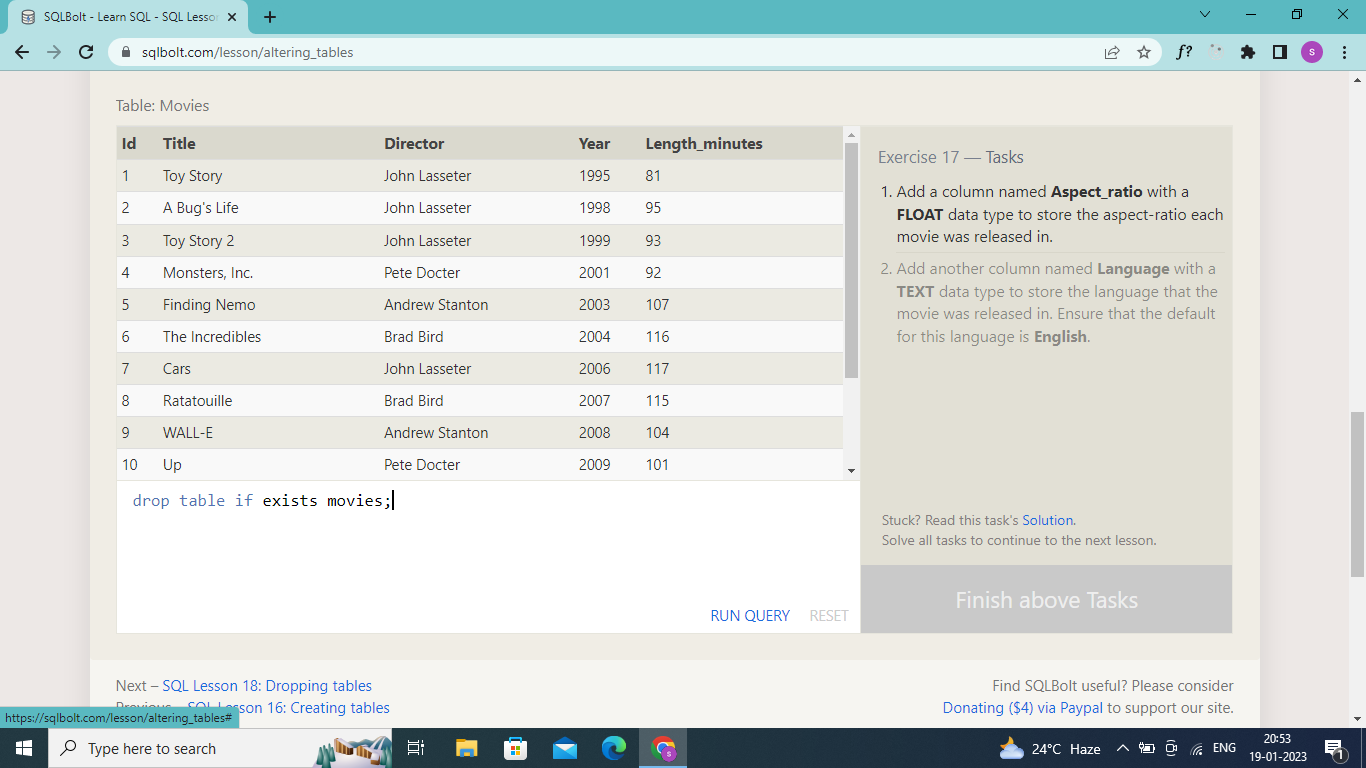 SQLBolt - Learn SQL - SQL Lesson
sqlbolt.com/lesson/altering_tables
f?
s
Table: Movies
Id Title Director Year Length_minutes
1 Toy Story John Lasseter 1995 81
2 A Bug's Life John Lasseter 1998 95
3 Toy Story 2 John Lasseter 1999 93
4 Monsters, Inc. Pete Docter 2001 92
5 Finding Nemo Andrew Stanton 2003 107
6 The Incredibles Brad Bird 2004 116
7 Cars John Lasseter 2006 117
8 Ratatouille Brad Bird 2007 115
9 WALL-E Andrew Stanton 2008 104
10 Up Pete Docter 2009 101
drop table if exists movies;
RUN QUERY RESET
Exercise 17 — Tasks
1. Add a column named Aspect_ratio with a
FLOAT data type to store the aspect-ratio each
movie was released in.
2. Add another column named Language with a
TEXT data type to store the language that the
movie was released in. Ensure that the default
for this language is English.
Stuck? Read this task's Solution.
Solve all tasks to continue to the next lesson.
Finish above Tasks
Next – SQL Lesson 18: Dropping tables
Previous – SQL Lesson 16: Creating tables
Find SQLBolt useful? Please consider
Donating ($4) via Paypal to support our site.
https://sqlbolt.com/lesson/altering_tables#
Type here to search
s
24°C Haze
ENG
20:53
19-01-2023
1